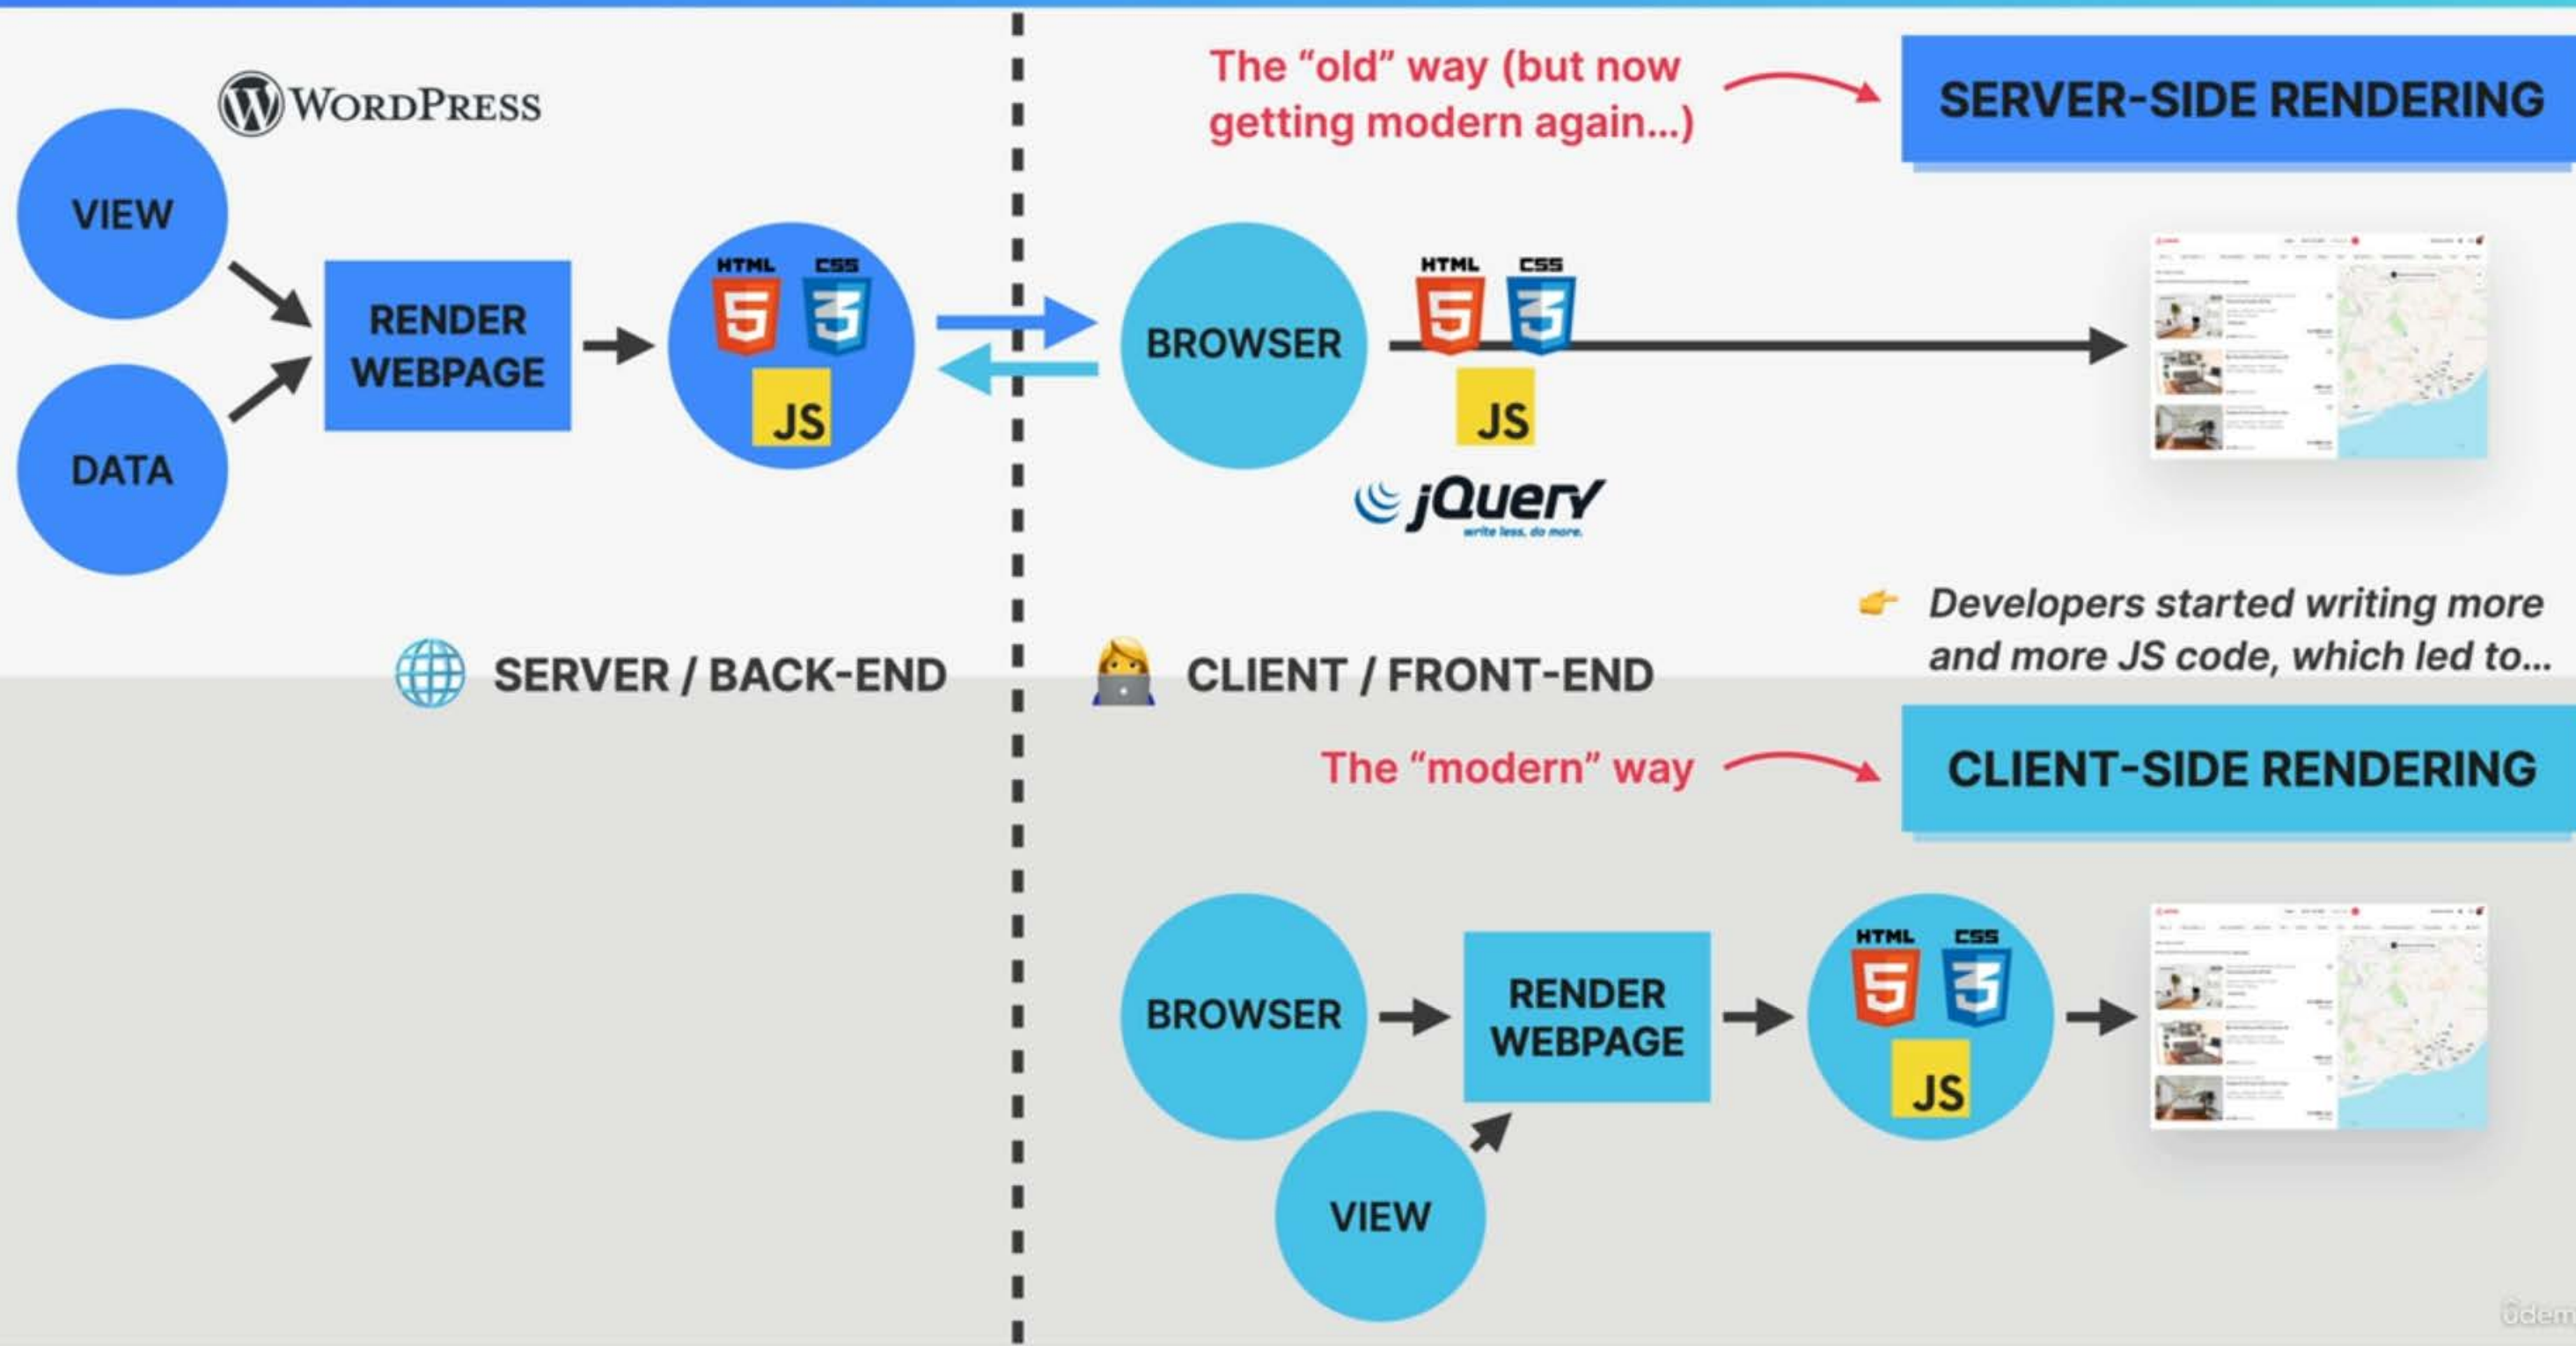 WORDPRESS
The “old” way (but now
getting modern again...)
SERVER-SIDE RENDERING
VIEW
DATA
RENDER
WEBPAGE
HTML
CSS
JS
BROWSER
HTML
CSS
JS
jQuery
write less, do more.
Developers started writing more
and more JS code, which led to...
SERVER / BACK-END
CLIENT / FRONT-END
The “modern” way
CLIENT-SIDE RENDERING
BROWSER
RENDER
WEBPAGE
HTML
CSS
JS
VIEW